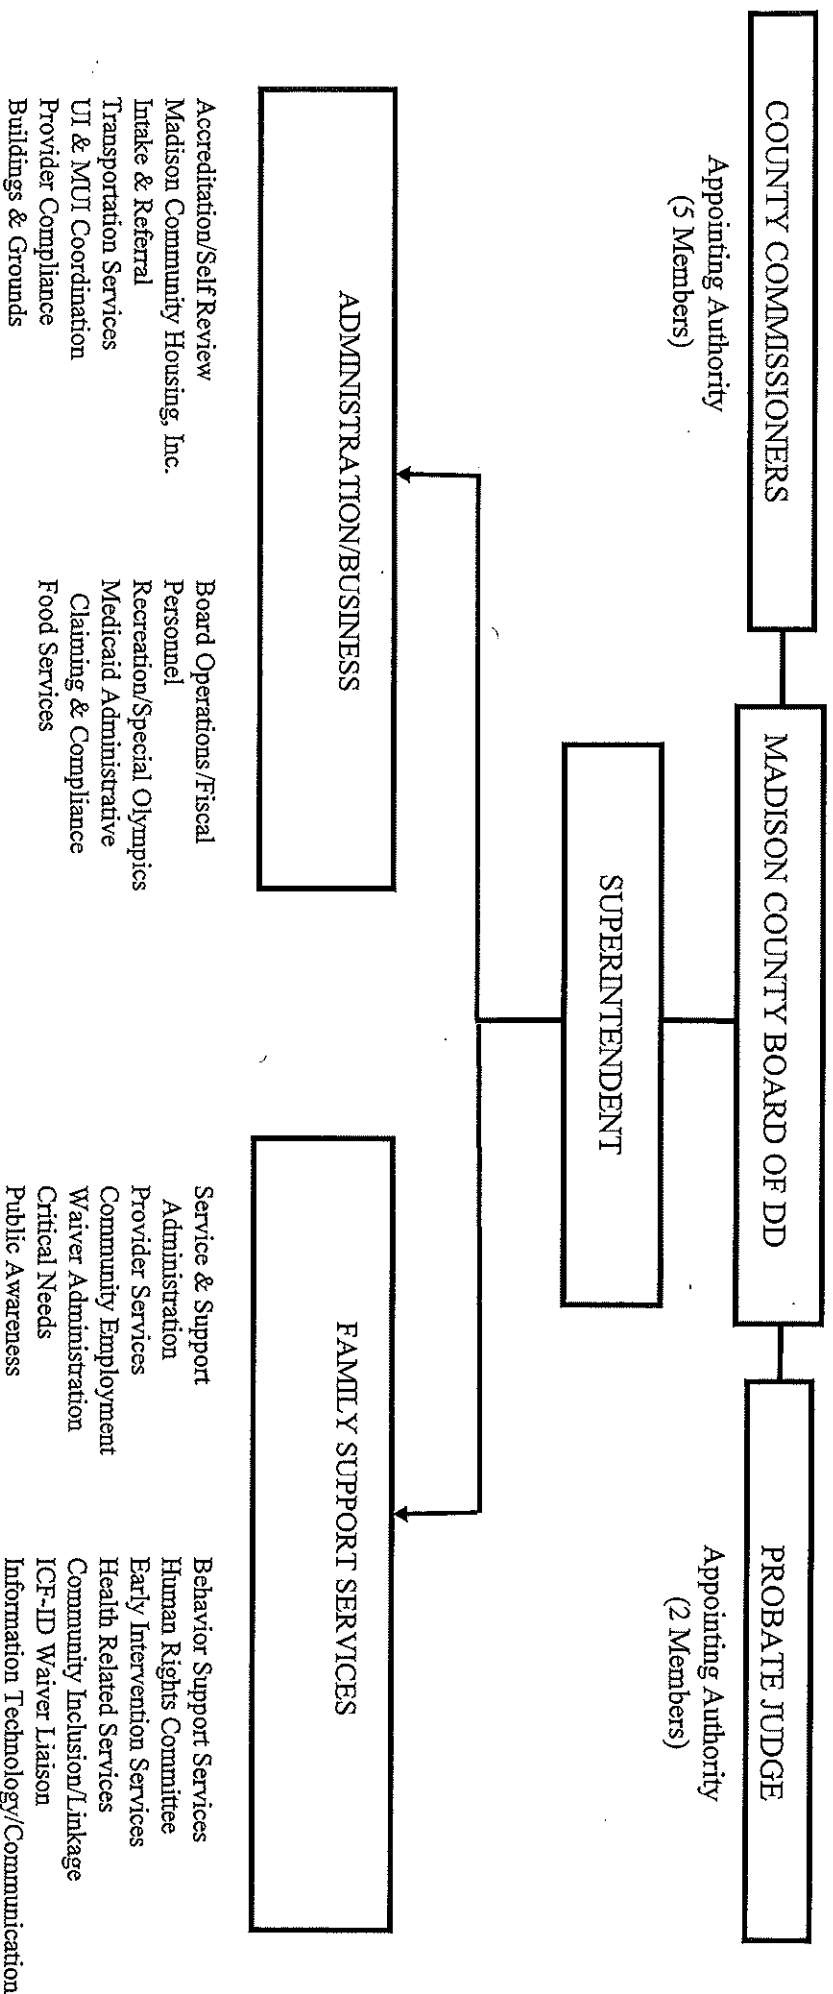 COUNTY COMMISSIONERS
Appointing Authority
(5 Members)
MADISON COUNTY BOARD OF DD
PROBATE JUDGE
Appointing Authority
(2 Members)
SUPERINTENDENT
ADMINISTRATION/BUSINESS
Accreditation/Self Review
Madison Community Housing, Inc.
Intake & Referral
Transportation Services
UI & MUI Coordination
Provider Compliance
Buildings & Grounds
Board Operations/Fiscal
Personnel
Recreation/Special Olympics
Medicaid Administrative
Claiming & Compliance
Food Services
FAMILY SUPPORT SERVICES
Service & Support
Administration
Provider Services
Community Employment
Waiver Administration
Critical Needs
Public Awareness
Behavior Support Services
Human Rights Committee
Early Intervention Services
Health Related Services
Community Inclusion/Linkage
ICF-ID Waiver Liaison
Information Technology/Communication